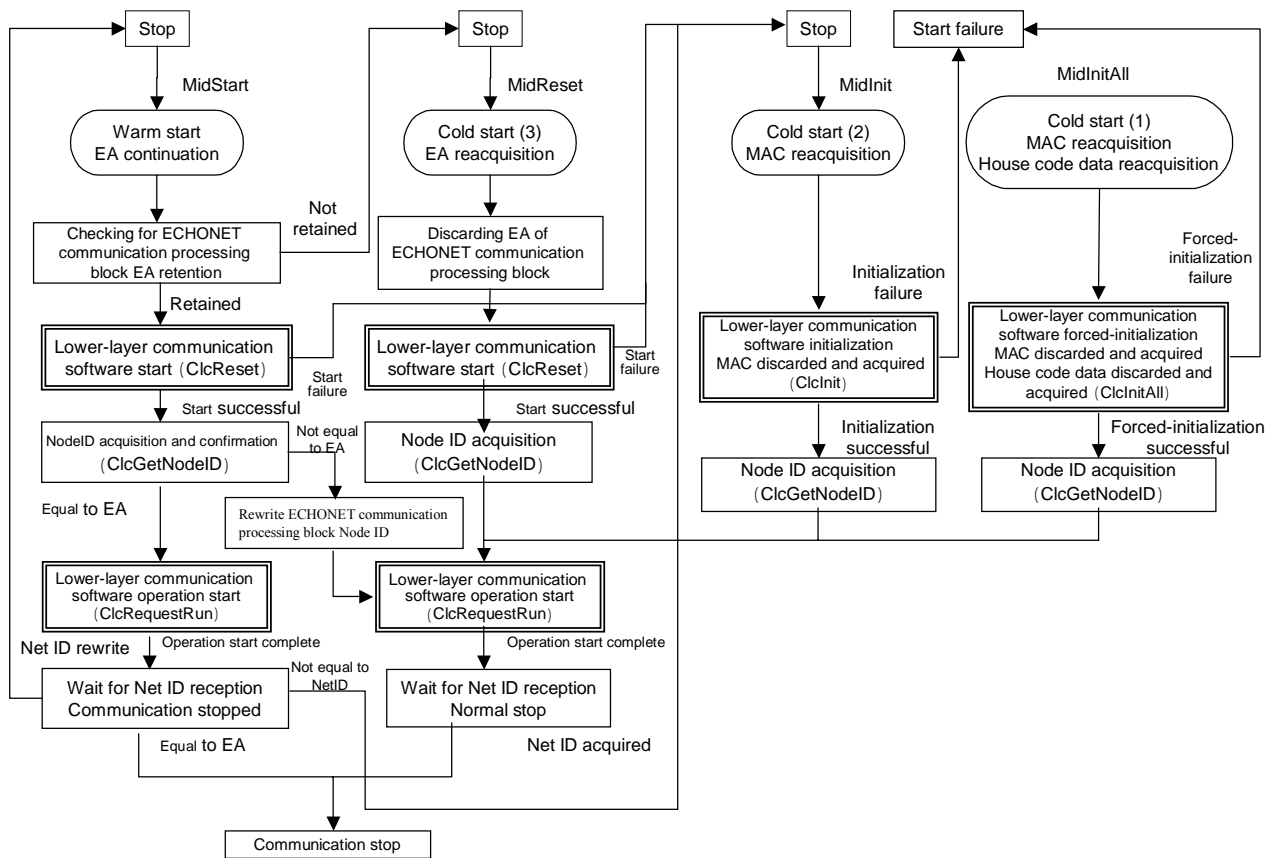 Stop
Stop
Stop
Start failure
MidStart
MidReset
MidInit
MidInitAll
Warm start
EA continuation
Cold start (3)
EA reacquisition
Cold start (2)
MAC reacquisition
Cold start (1)
MAC reacquisition
House code data reacquisition
Not
retained
Checking for ECHONET
communication processing
block EA retention
Discarding EA of
ECHONET communication
processing block
Initialization
failure
Forced-
initialization
failure
Retained
Lower-layer communication
software start (ClcReset)
Start
failure
Lower-layer communication
software start (ClcReset)
Start
failure
Lower-layer communication
software initialization
MAC discarded and acquired
(ClcInit)
Lower-layer communication
software forced-initialization
MAC discarded and acquired
House code data discarded and
acquired (ClcInitAll)
Start successful
Start successful
Initialization
successful
Forced-initialization
successful
NodeID acquisition and confirmation
(ClcGetNodeID)
Not equal
to EA
Node ID acquisition
(ClcGetNodeID)
Node ID acquisition
(ClcGetNodeID)
Node ID acquisition
(ClcGetNodeID)
Equal to EA
Rewrite ECHONET communication
processing block Node ID
Lower-layer communication
software operation start
(ClcRequestRun)
Lower-layer communication
software operation start
(ClcRequestRun)
Net ID rewrite
Operation start complete
Operation start complete
Wait for Net ID reception
Communication stopped
Not equal to
NetID
Wait for Net ID reception
Normal stop
Equal to EA
Net ID acquired
Communication stop